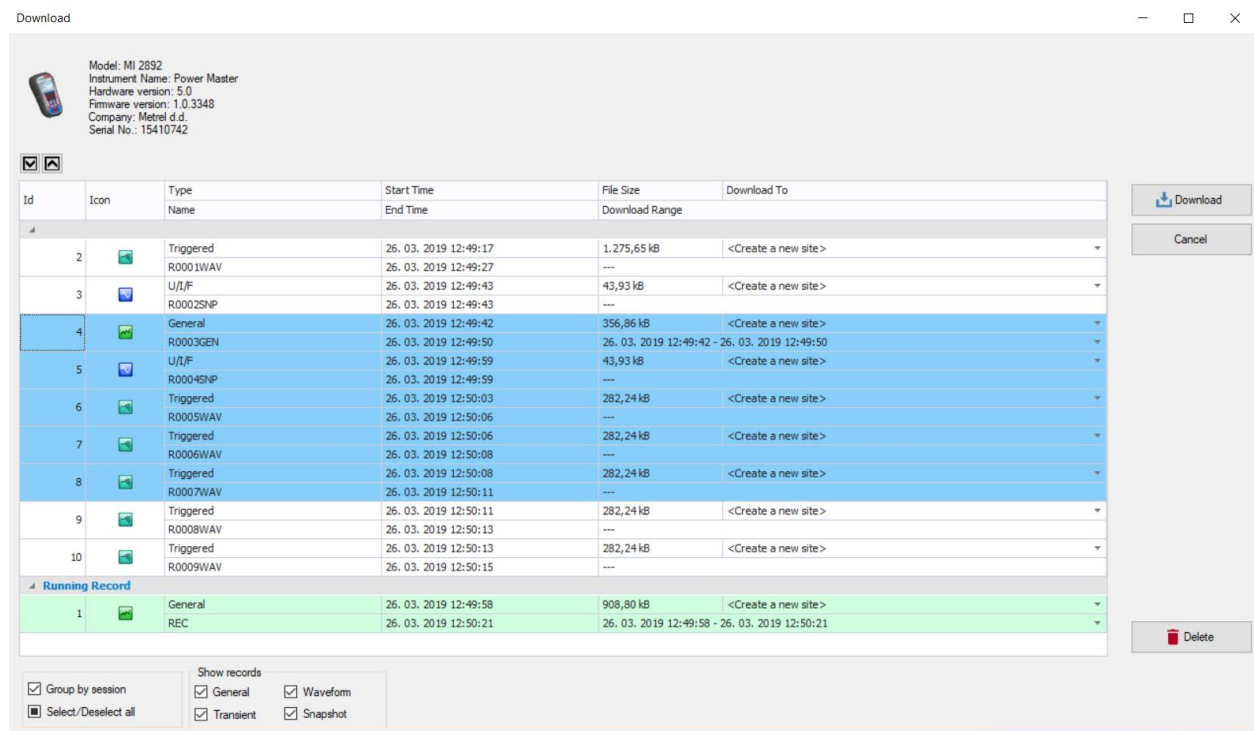 Download
Model: MI 2892
Instrument Name: Power Master
Hardware version: 5.0
Firmware version: 1.0.3348
Company: Metrel d.d.
Serial No.: 15410742
Id Icon Type Start Time File Size Download To
Name End Time Download Range
2 Triggered 26. 03. 2019 12:49:17 1.275,65 kB <Create a new site>
R0001WAV 26. 03. 2019 12:49:27 ---
3 U/I/F 26. 03. 2019 12:49:43 43,93 kB <Create a new site>
R0002SNP 26. 03. 2019 12:49:43 ---
4 General 26. 03. 2019 12:49:42 356,86 kB <Create a new site>
R0003GEN 26. 03. 2019 12:49:50 26. 03. 2019 12:49:42 - 26. 03. 2019 12:49:50
5 U/I/F 26. 03. 2019 12:49:59 43,93 kB <Create a new site>
R0004SNP 26. 03. 2019 12:49:59 ---
6 Triggered 26. 03. 2019 12:50:03 282,24 kB <Create a new site>
R0005WAV 26. 03. 2019 12:50:06 ---
7 Triggered 26. 03. 2019 12:50:06 282,24 kB <Create a new site>
R0006WAV 26. 03. 2019 12:50:08 ---
8 Triggered 26. 03. 2019 12:50:08 282,24 kB <Create a new site>
R0007WAV 26. 03. 2019 12:50:11 ---
9 Triggered 26. 03. 2019 12:50:11 282,24 kB <Create a new site>
R0008WAV 26. 03. 2019 12:50:13 ---
10 Triggered 26. 03. 2019 12:50:13 282,24 kB <Create a new site>
R0009WAV 26. 03. 2019 12:50:15 ---
Running Record
1 General 26. 03. 2019 12:49:58 908,80 kB <Create a new site>
REC 26. 03. 2019 12:50:21 26. 03. 2019 12:49:58 - 26. 03. 2019 12:50:21
Download
Cancel
Delete
Group by session
Select/Deselect all
Show records
General Waveform
Transient Snapshot